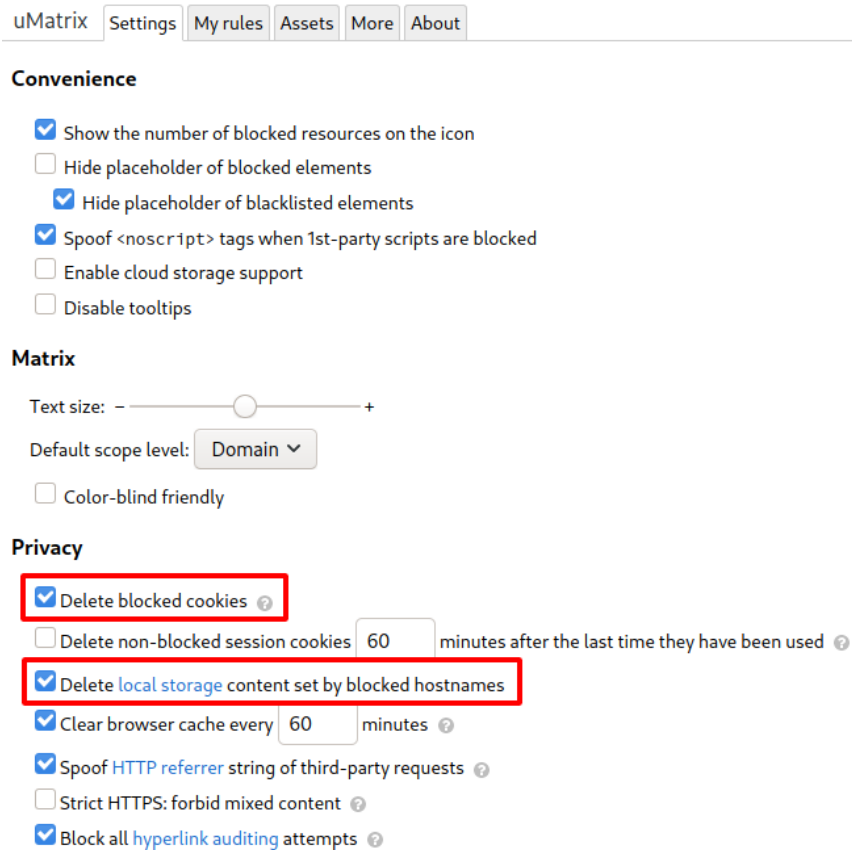 uMatrix Settings My rules Assets More About
Convenience
Show the number of blocked resources on the icon
Hide placeholder of blocked elements
Hide placeholder of blacklisted elements
Spoof <noscript> tags when 1st-party scripts are blocked
Enable cloud storage support
Disable tooltips
Matrix
Text size: – +
Default scope level: Domain
Color-blind friendly
Privacy
Delete blocked cookies ?
Delete non-blocked session cookies 60 minutes after the last time they have been used ?
Delete local storage content set by blocked hostnames
Clear browser cache every 60 minutes ?
Spoof HTTP referrer string of third-party requests ?
Strict HTTPS: forbid mixed content ?
Block all hyperlink auditing attempts ?